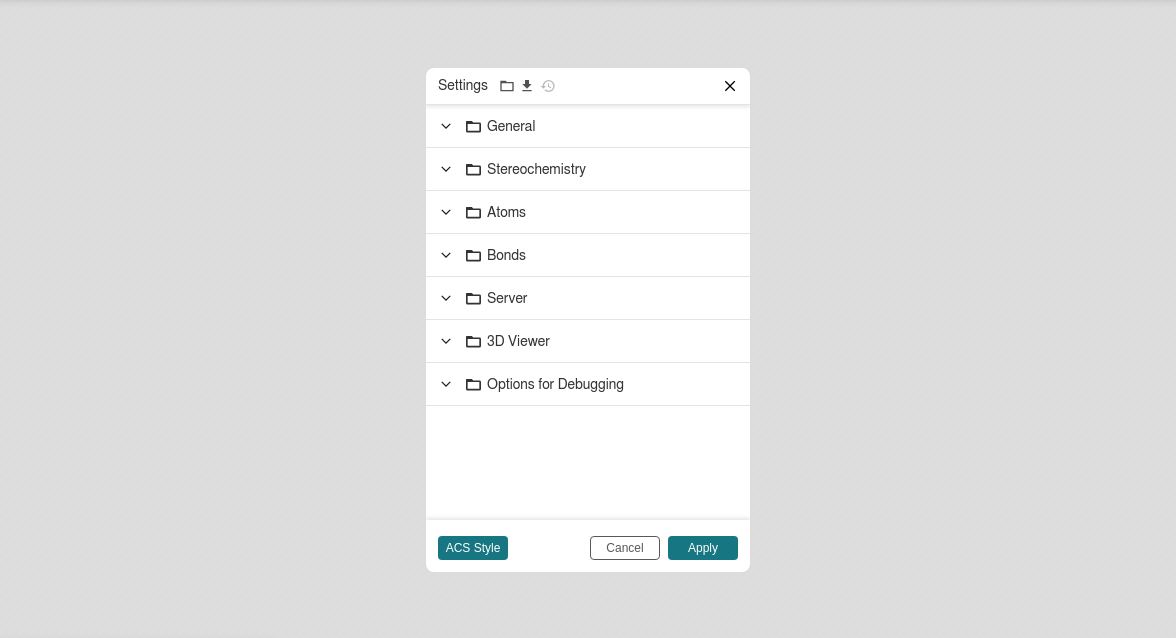 Settings
General
Stereochemistry
Atoms
Bonds
Server
3D Viewer
Options for Debugging
ACS Style Cancel Apply